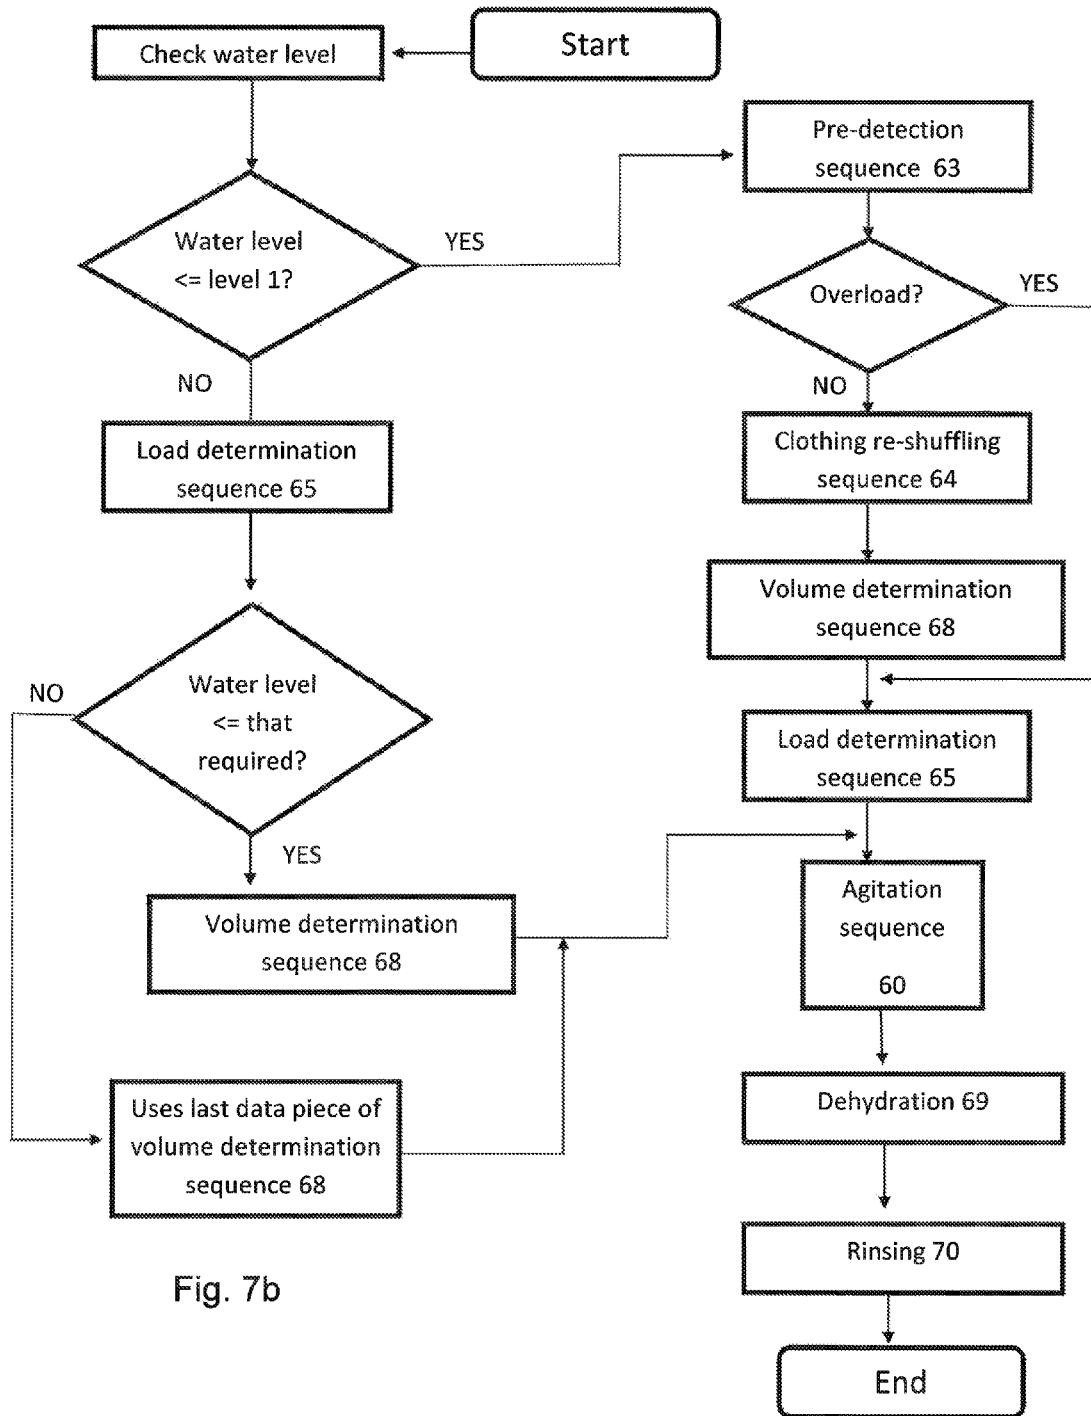 Start
Check water level
Water level
<= level 1?
YES
NO
Load determination
sequence 65
Water level
<= that
required?
NO
YES
Volume determination
sequence 68
Uses last data piece of
volume determination
sequence 68
Pre-detection
sequence 63
Overload?
YES
NO
Clothing re-shuffling
sequence 64
Volume determination
sequence 68
Load determination
sequence 65
Agitation
sequence
60
Dehydration 69
Rinsing 70
End
Fig. 7b